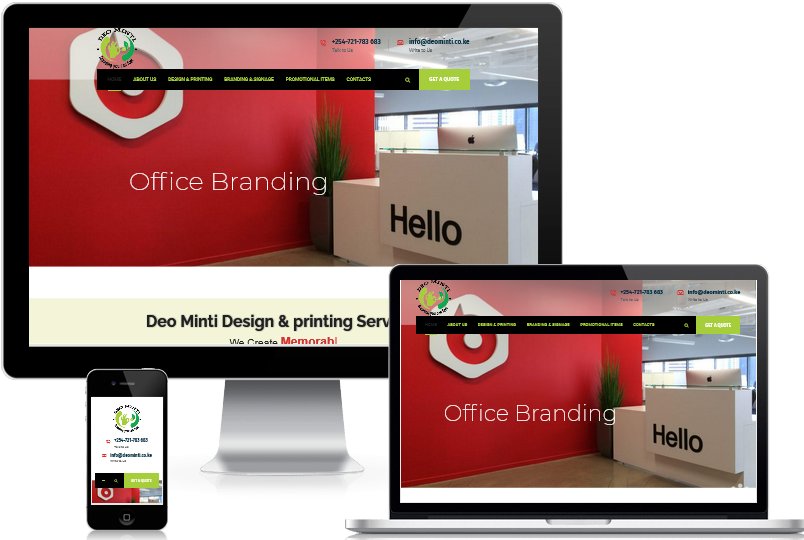 DEO MINTI
+254-721-783 683
Talk to Us
info@deominti.co.ke
Write to Us
HOME
ABOUT US
DESIGN & PRINTING
BRANDING & SIGNAGE
PROMOTIONAL ITEMS
CONTACTS
GET A QUOTE
Office Branding
Hello
Deo Minti Design & printing Serv
We Create Memorabl
DEO MINTI
+254-721-783 683
Talk to Us
info@deominti.co.ke
Write to Us
HOME
ABOUT US
DESIGN & PRINTING
BRANDING & SIGNAGE
PROMOTIONAL ITEMS
CONTACTS
GET A QUOTE
Office Branding
Hello
DEO MINTI
+254-721-783 683
Talk to Us
info@deominti.co.ke
Write to Us
GET A QUOTE